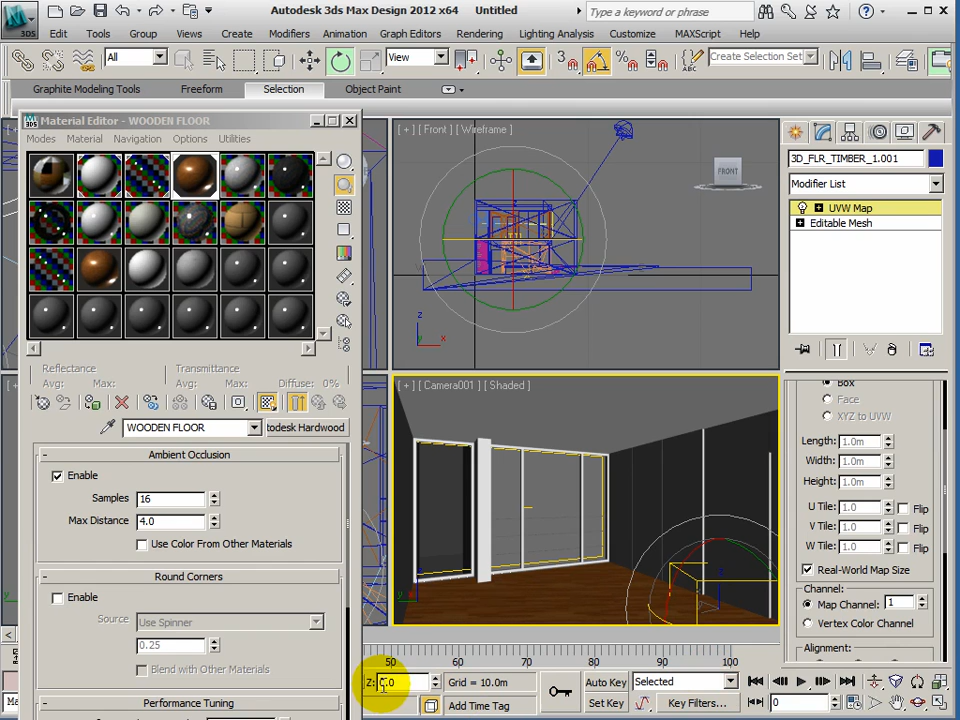 3DS
Autodesk 3ds Max Design 2012 x64 Untitled
Type a keyword or phrase
Edit Tools Group Views Create Modifiers Animation Graph Editors Rendering Lighting Analysis Customize MAXScript Help
All
View
Create Selection Set
Graphite Modeling Tools Freeform Selection Object Paint
Material Editor - WOODEN FLOOR
Modes Material Navigation Options Utilities
Reflectance Transmittance
Avg: Max: Avg: Max: Diffuse: 0%
WOODEN FLOOR
todesk Hardwood
Ambient Occlusion
Enable
Samples 16
Max Distance 4.0
Use Color From Other Materials
Round Corners
Enable
Source Use Spinner
0.25
Blend with Other Materials
Performance Tuning
[ + ] [ Front ] [ Wireframe ]
FRONT
z
x
[ + ] [ Camera001 ] [ Shaded ]
3D_FLR_TIMBER_1.001
Modifier List
UVW Map
Editable Mesh
Box
Face
XYZ to UVW
Length: 1.0m
Width: 1.0m
Height: 1.0m
U Tile: 1.0 Flip
V Tile: 1.0 Flip
W Tile: 1.0 Flip
Real-World Map Size
Channel:
Map Channel: 1
Vertex Color Channel
Alignment:
50 60 70 80 90 100
Z: 0.0
Grid = 10.0m
Add Time Tag
Auto Key Selected
Set Key Key Filters...
0